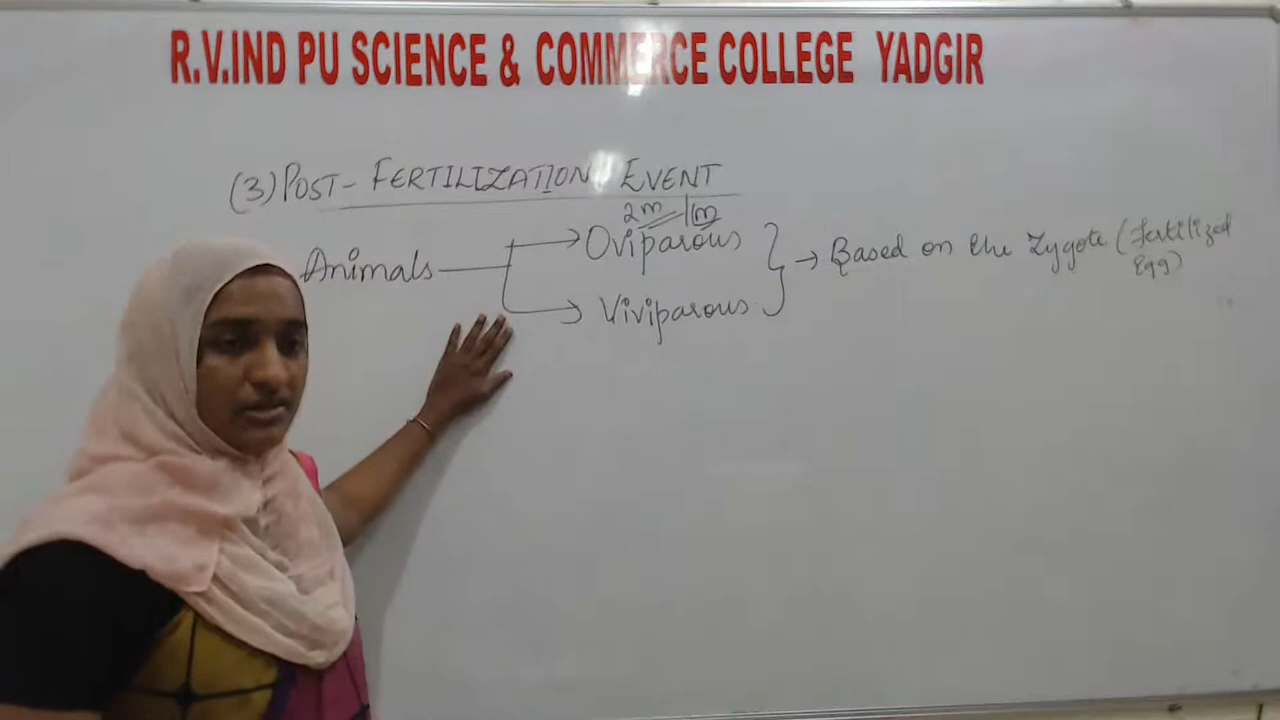 R.V.IND PU SCIENCE & COMMERCE COLLEGE YADGIR
(3) POST-FERTILIZATION EVENT
2m 1m
Animals → Oviparous
→ Viviparous
} → Based on the Zygote (Fertilized
Egg)